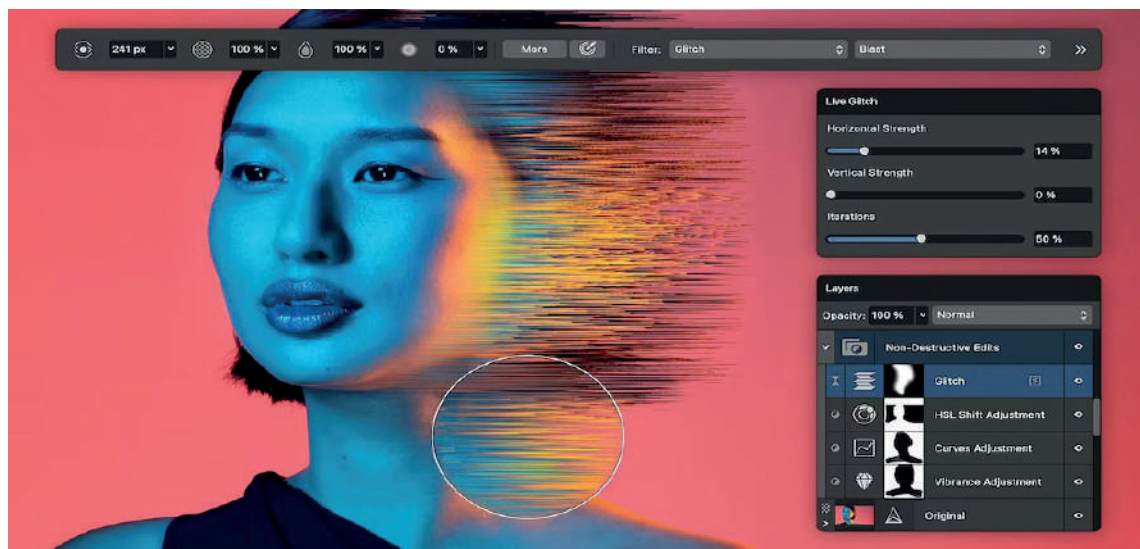 241 px 100 % 100 % 0 % More Filter: Glitch Blast
Live Glitch
Horizontal Strength
14 %
Vertical Strength
0 %
Iterations
50 %
Layers
Opacity: 100 % Normal
Non-Destructive Edits
Glitch
HSL Shift Adjustment
Curves Adjustment
Vibrance Adjustment
Original